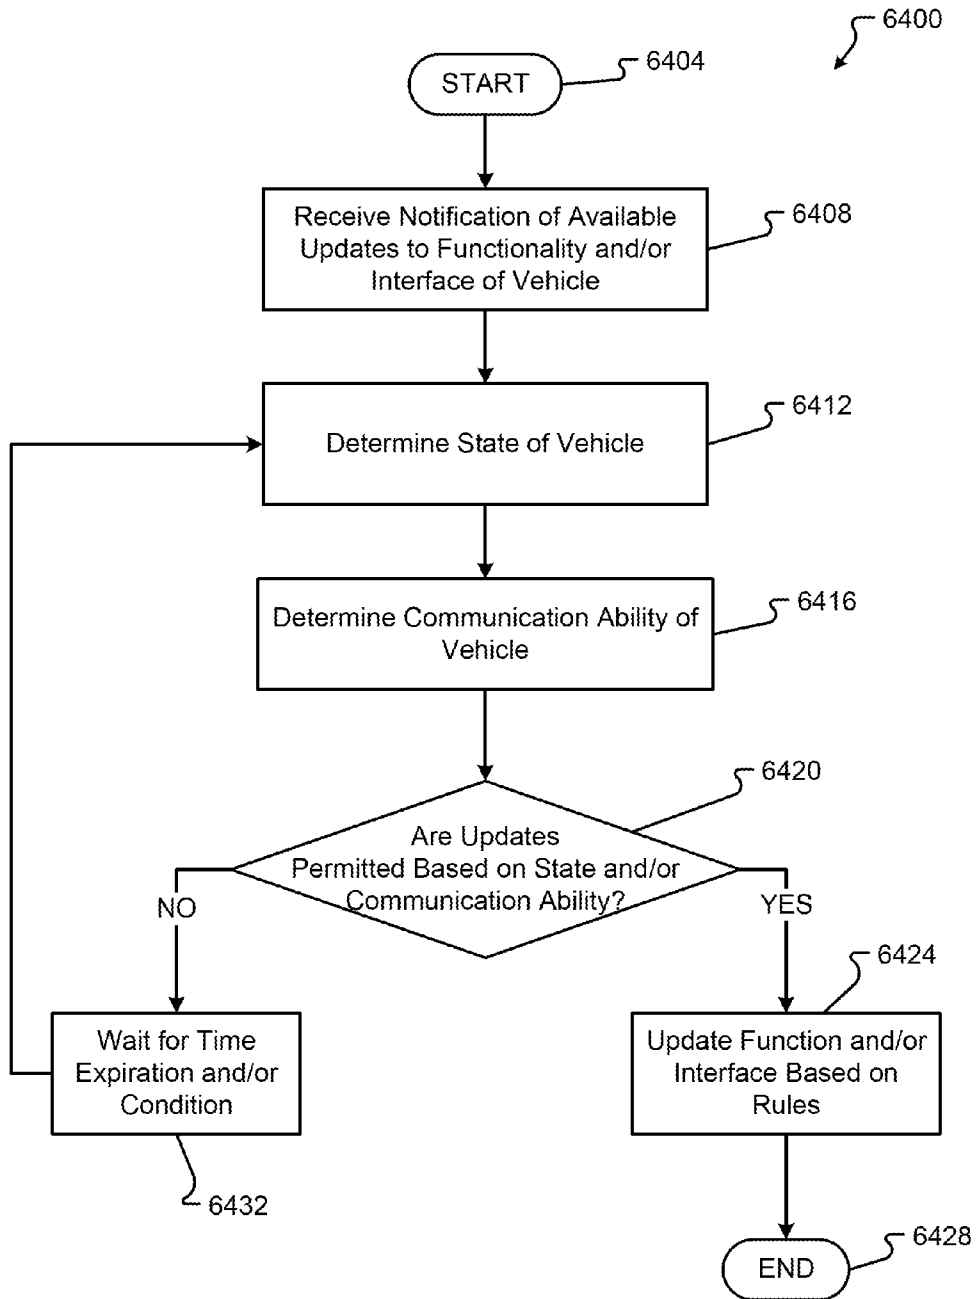 6400
START
6404
Receive Notification of Available
Updates to Functionality and/or
Interface of Vehicle
6408
Determine State of Vehicle
6412
Determine Communication Ability of
Vehicle
6416
6420
Are Updates
Permitted Based on State and/or
Communication Ability?
NO
YES
6424
Wait for Time
Expiration and/or
Condition
Update Function and/or
Interface Based on
Rules
6432
END
6428